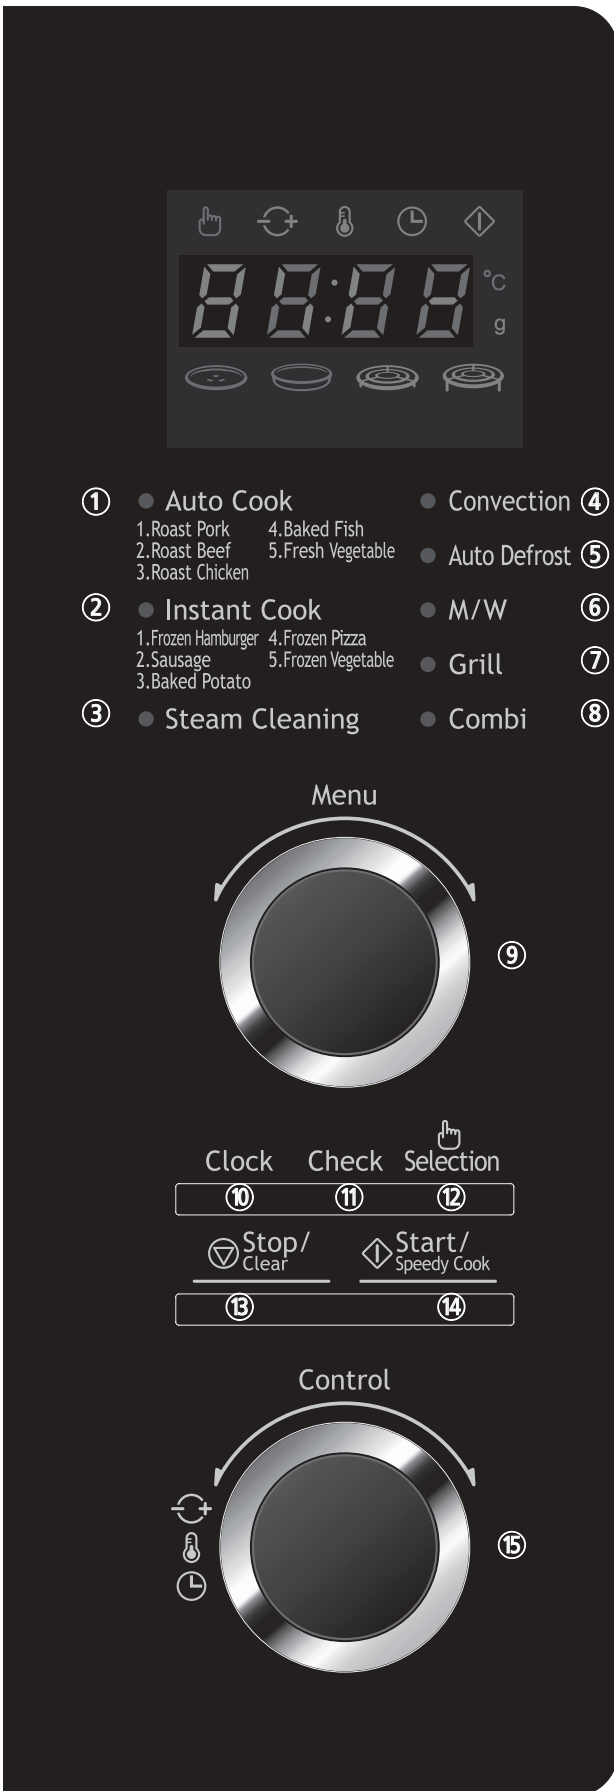 88:88 °C
g
① Auto Cook
1.Roast Pork 4.Baked Fish
2.Roast Beef 5.Fresh Vegetable
3.Roast Chicken
② Instant Cook
1.Frozen Hamburger 4.Frozen Pizza
2.Sausage 5.Frozen Vegetable
3.Baked Potato
③ Steam Cleaning
Convection ④
Auto Defrost ⑤
M/W ⑥
Grill ⑦
Combi ⑧
Menu
⑨
Clock Check Selection
⑩ ⑪ ⑫
Stop/
Clear
Start/
Speedy Cook
⑬ ⑭
Control
⑮